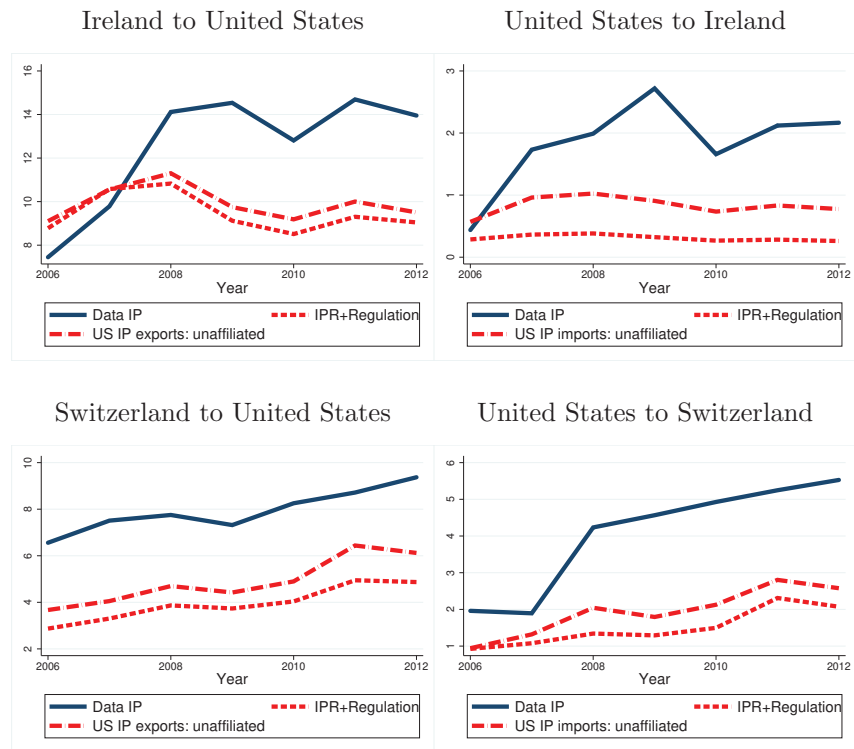 Ireland to United States
16
14
12
10
8
2006
2008
2010
2012
Year
Data IP
IPR+Regulation
US IP exports: unaffiliated
United States to Ireland
3
2
1
0
2006
2008
2010
2012
Year
Data IP
IPR+Regulation
US IP imports: unaffiliated
Switzerland to United States
10
8
6
4
2
2006
2008
2010
2012
Year
Data IP
IPR+Regulation
US IP exports: unaffiliated
United States to Switzerland
6
5
4
3
2
1
2006
2008
2010
2012
Year
Data IP
IPR+Regulation
US IP imports: unaffiliated